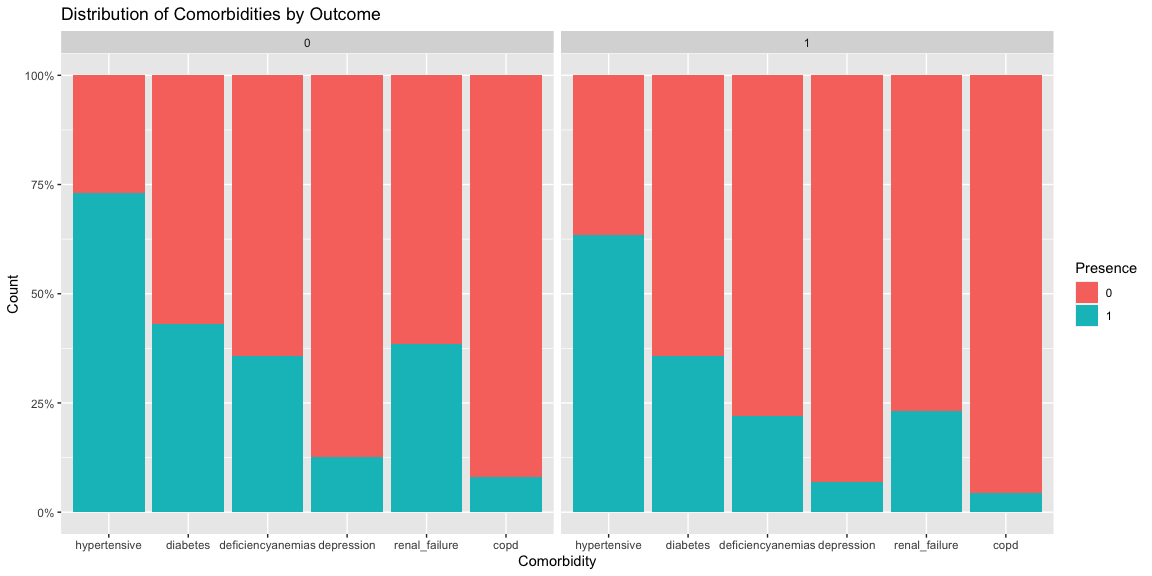 Distribution of Comorbidities by Outcome
0
1
100%
75%
50%
25%
0%
Count
hypertensive diabetes deficiencyanemias depression renal_failure copd
hypertensive diabetes deficiencyanemias depression renal_failure copd
Comorbidity
Presence
0
1